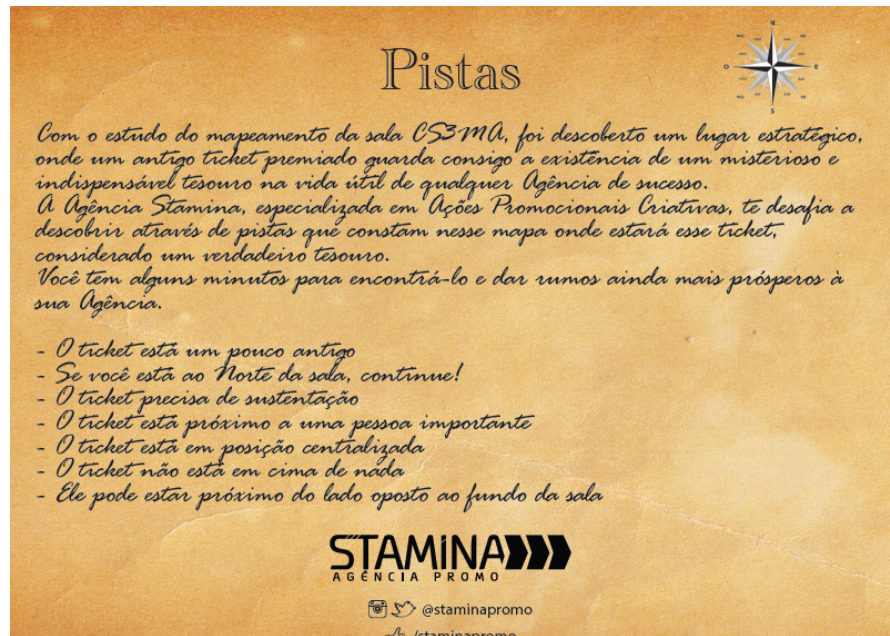 Pistas
N
O
E
S
Com o estudo do mapeamento da sala CS3MA, foi descoberto um lugar estratégico,
onde um antigo ticket premiado guarda consigo a existência de um misterioso e
indispensável tesouro na vida útil de qualquer Agência de sucesso.
A Agência Stamina, especializada em Ações Promocionais Criativas, te desafia a
descobrir através de pistas que constam nesse mapa onde estará esse ticket,
considerado um verdadeiro tesouro.
Você tem alguns minutos para encontrá-lo e dar rumos ainda mais prósperos à
sua Agência.
- O ticket está um pouco antigo
- Se você está ao Norte da sala, continue!
- O ticket precisa de sustentação
- O ticket está próximo a uma pessoa importante
- O ticket está em posição centralizada
- O ticket não está em cima de nada
- Ele pode estar próximo do lado oposto ao fundo da sala
STAMINA
AGÊNCIA PROMO
@staminapromo
/staminapromo